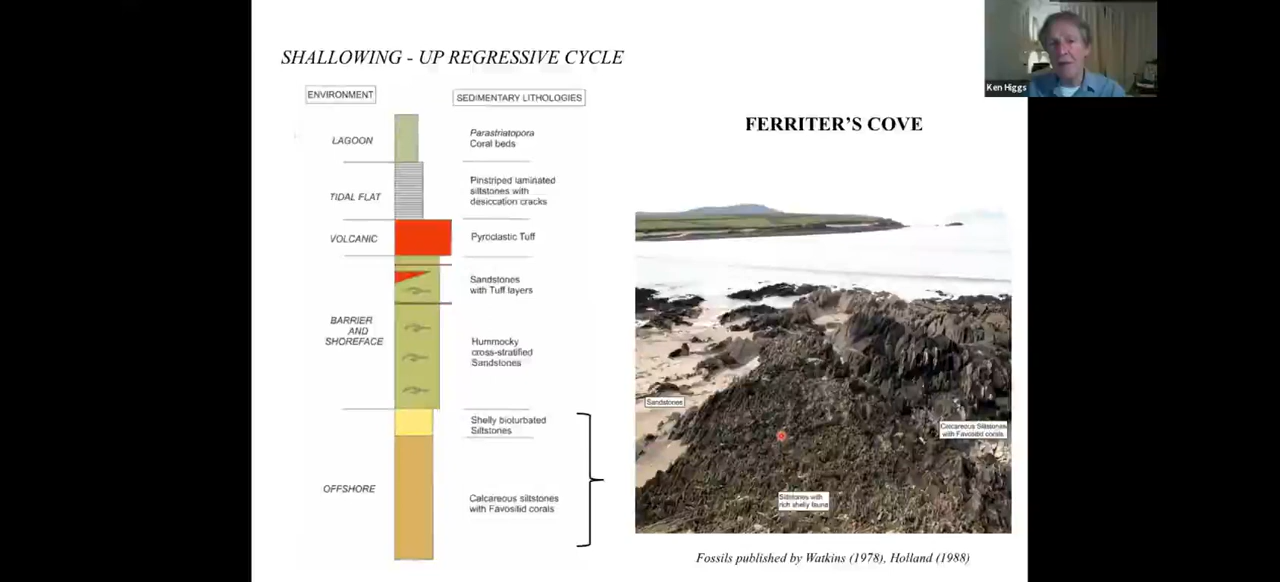 SHALLOWING - UP REGRESSIVE CYCLE
ENVIRONMENT
SEDIMENTARY LITHOLOGIES
LAGOON
Parastriatopora
Coral beds
TIDAL FLAT
Pinstriped laminated
siltstones with
desiccation cracks
VOLCANIC
Pyroclastic Tuff
Sandstones
with Tuff layers
BARRIER
AND
SHOREFACE
Hummocky
cross-stratified
Sandstones
Shelly bioturbated
Siltstones
OFFSHORE
Calcareous siltstones
with Favositid corals
Ken Higgs
FERRITER'S COVE
Sandstones
Calcareous Siltstones
with Favositid corals
Siltstones with
rich shelly fauna
Fossils published by Watkins (1978), Holland (1988)